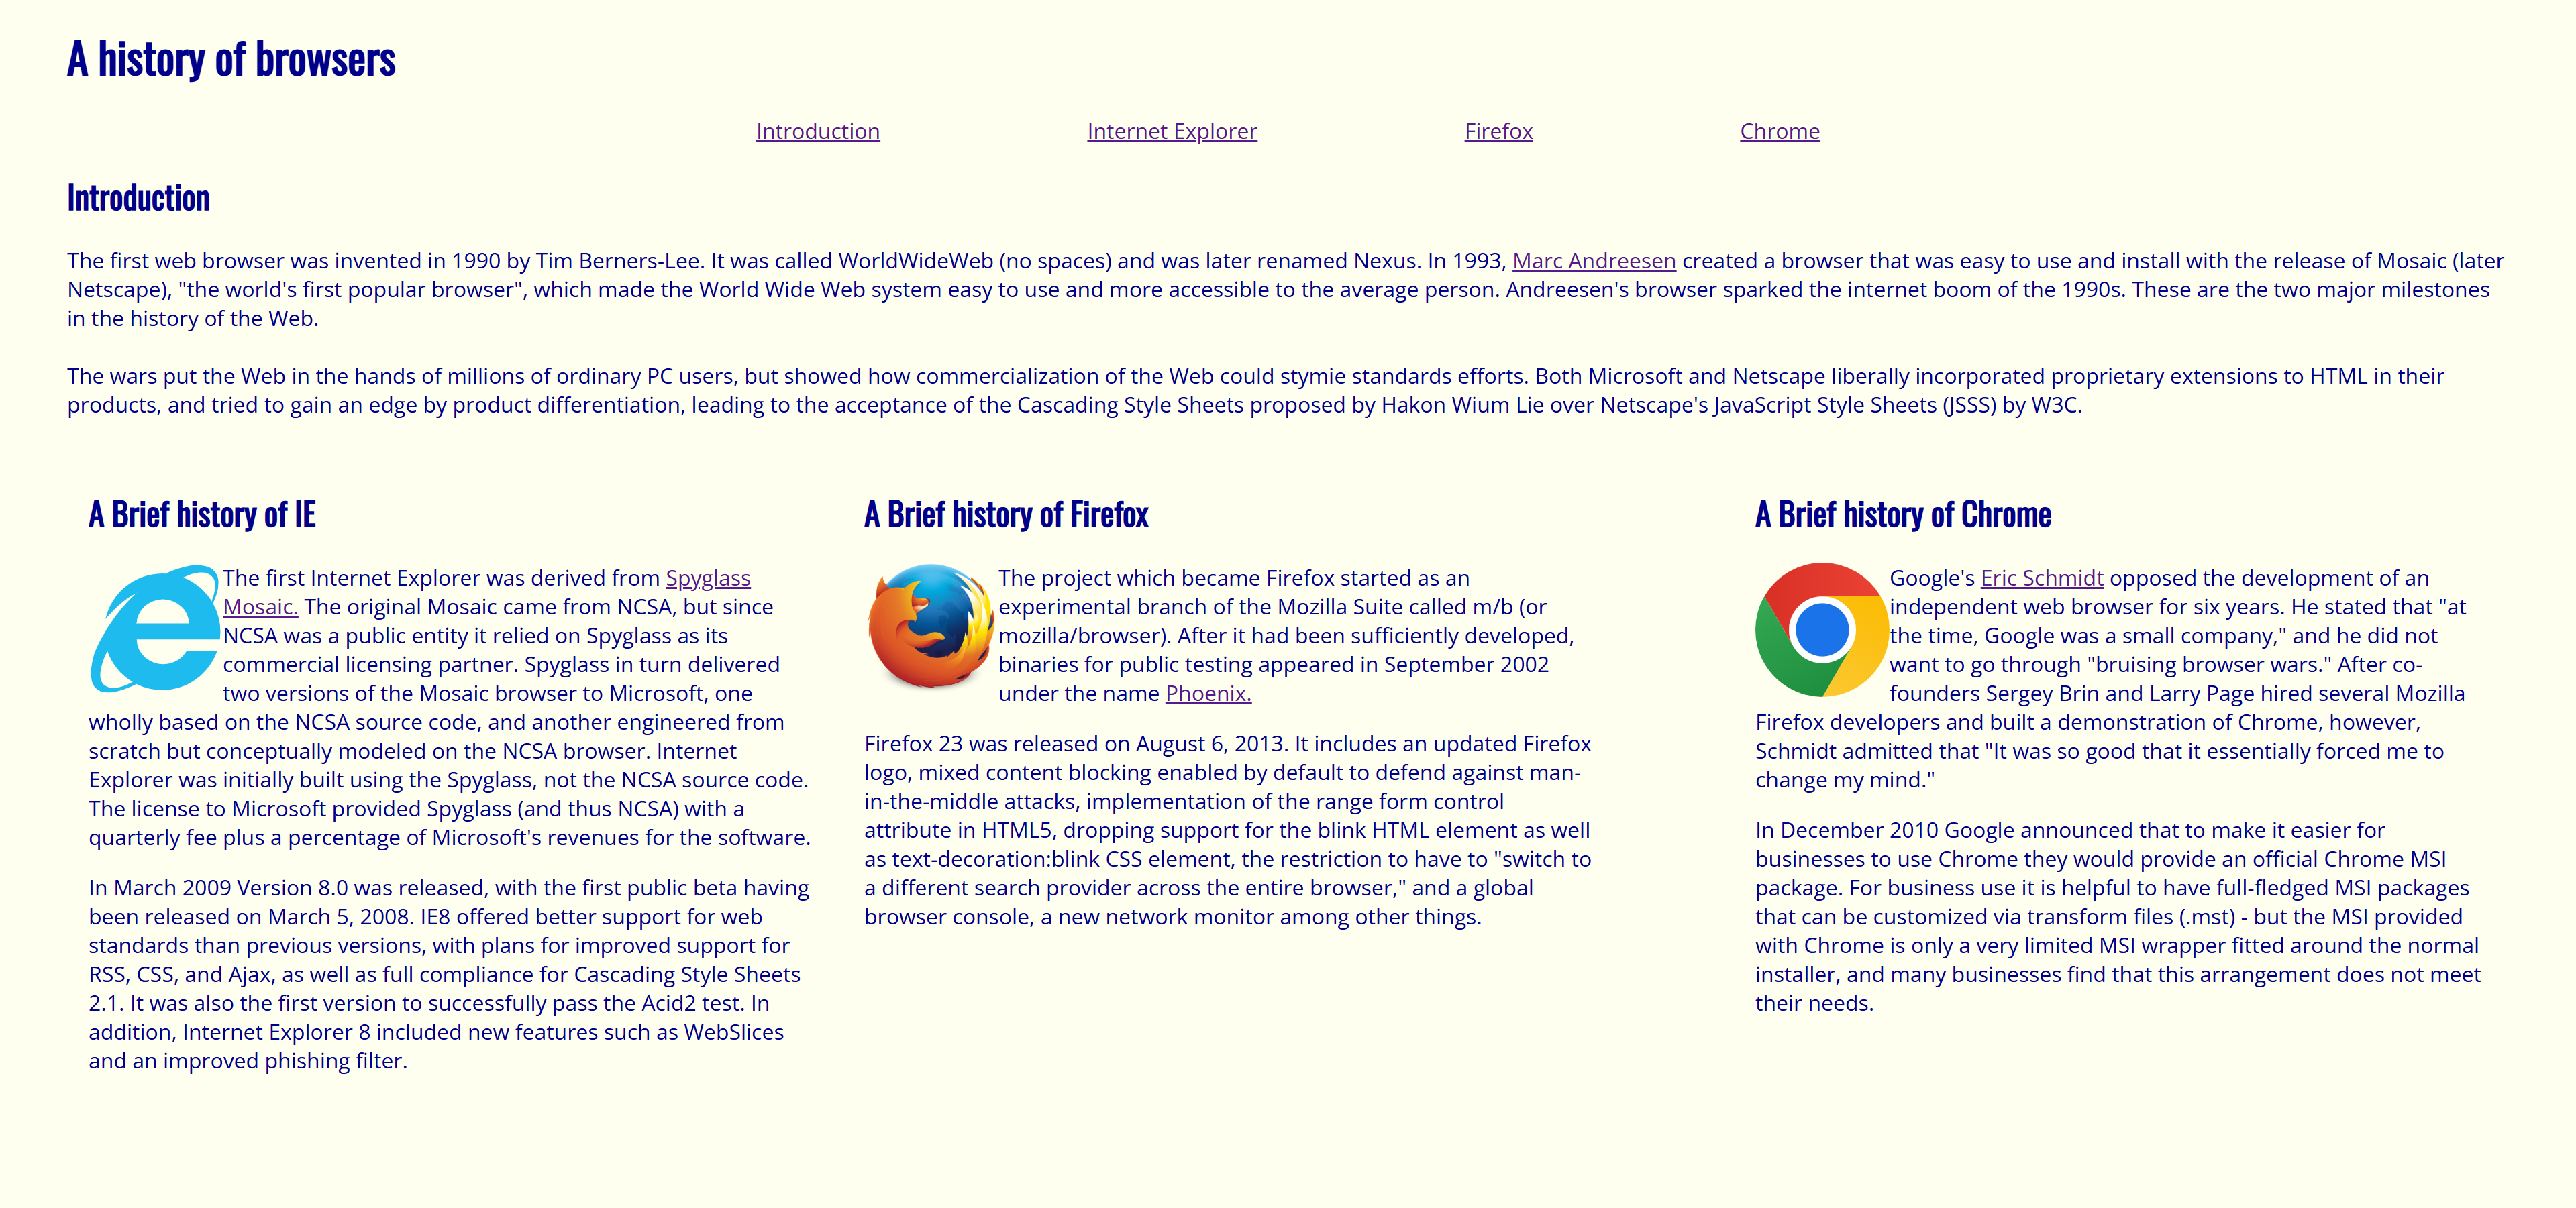 A history of browsers
Introduction
Internet Explorer
Firefox
Chrome
Introduction
The first web browser was invented in 1990 by Tim Berners-Lee. It was called WorldWideWeb (no spaces) and was later renamed Nexus. In 1993, Marc Andreesen created a browser that was easy to use and install with the release of Mosaic (later
Netscape), "the world's first popular browser", which made the World Wide Web system easy to use and more accessible to the average person. Andreesen's browser sparked the internet boom of the 1990s. These are the two major milestones
in the history of the Web.
The wars put the Web in the hands of millions of ordinary PC users, but showed how commercialization of the Web could stymie standards efforts. Both Microsoft and Netscape liberally incorporated proprietary extensions to HTML in their
products, and tried to gain an edge by product differentiation, leading to the acceptance of the Cascading Style Sheets proposed by Hakon Wium Lie over Netscape's JavaScript Style Sheets (JSSS) by W3C.
A Brief history of IE
The first Internet Explorer was derived from Spyglass
Mosaic. The original Mosaic came from NCSA, but since
NCSA was a public entity it relied on Spyglass as its
commercial licensing partner. Spyglass in turn delivered
two versions of the Mosaic browser to Microsoft, one
wholly based on the NCSA source code, and another engineered from
scratch but conceptually modeled on the NCSA browser. Internet
Explorer was initially built using the Spyglass, not the NCSA source code.
The license to Microsoft provided Spyglass (and thus NCSA) with a
quarterly fee plus a percentage of Microsoft's revenues for the software.
In March 2009 Version 8.0 was released, with the first public beta having
been released on March 5, 2008. IE8 offered better support for web
standards than previous versions, with plans for improved support for
RSS, CSS, and Ajax, as well as full compliance for Cascading Style Sheets
2.1. It was also the first version to successfully pass the Acid2 test. In
addition, Internet Explorer 8 included new features such as WebSlices
and an improved phishing filter.
A Brief history of Firefox
The project which became Firefox started as an
experimental branch of the Mozilla Suite called m/b (or
mozilla/browser). After it had been sufficiently developed,
binaries for public testing appeared in September 2002
under the name Phoenix.
Firefox 23 was released on August 6, 2013. It includes an updated Firefox
logo, mixed content blocking enabled by default to defend against man-
in-the-middle attacks, implementation of the range form control
attribute in HTML5, dropping support for the blink HTML element as well
as text-decoration:blink CSS element, the restriction to have to "switch to
a different search provider across the entire browser," and a global
browser console, a new network monitor among other things.
A Brief history of Chrome
Google's Eric Schmidt opposed the development of an
independent web browser for six years. He stated that "at
the time, Google was a small company," and he did not
want to go through "bruising browser wars." After co-
founders Sergey Brin and Larry Page hired several Mozilla
Firefox developers and built a demonstration of Chrome, however,
Schmidt admitted that "It was so good that it essentially forced me to
change my mind."
In December 2010 Google announced that to make it easier for
businesses to use Chrome they would provide an official Chrome MSI
package. For business use it is helpful to have full-fledged MSI packages
that can be customized via transform files (.mst) - but the MSI provided
with Chrome is only a very limited MSI wrapper fitted around the normal
installer, and many businesses find that this arrangement does not meet
their needs.